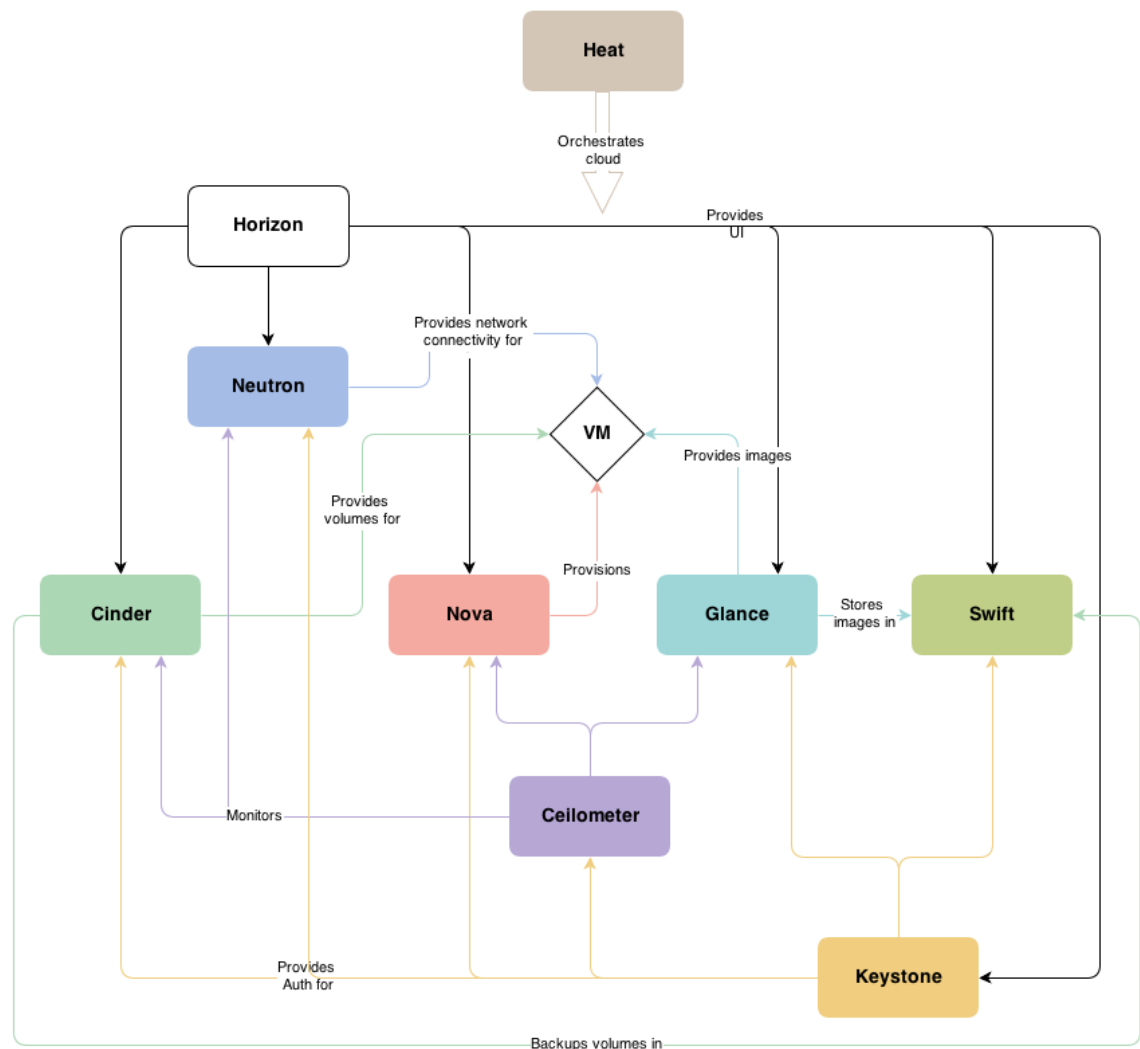 Heat
Orchestrates
cloud
Horizon
Provides
UI
Provides network
connectivity for
Neutron
VM
Provides images
Provides
volumes for
Provisions
Cinder
Nova
Glance
Stores
images in
Swift
Ceilometer
Monitors
Provides
Auth for
Keystone
Backups volumes in